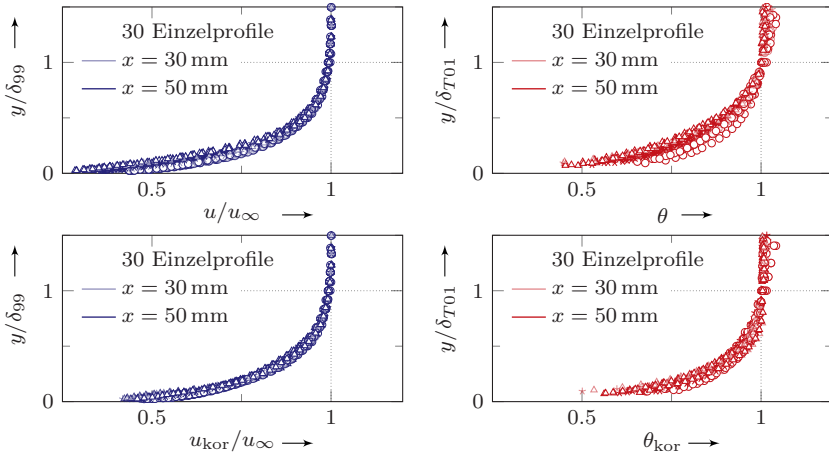 y/δ99
1
0
30 Einzelprofile
x = 30 mm
x = 50 mm
0.5
1
u/u∞
y/δT01
1
0
30 Einzelprofile
x = 30 mm
x = 50 mm
0.5
1
θ
y/δ99
1
0
30 Einzelprofile
x = 30 mm
x = 50 mm
0.5
1
ukor/u∞
y/δT01
1
0
30 Einzelprofile
x = 30 mm
x = 50 mm
0.5
1
θkor